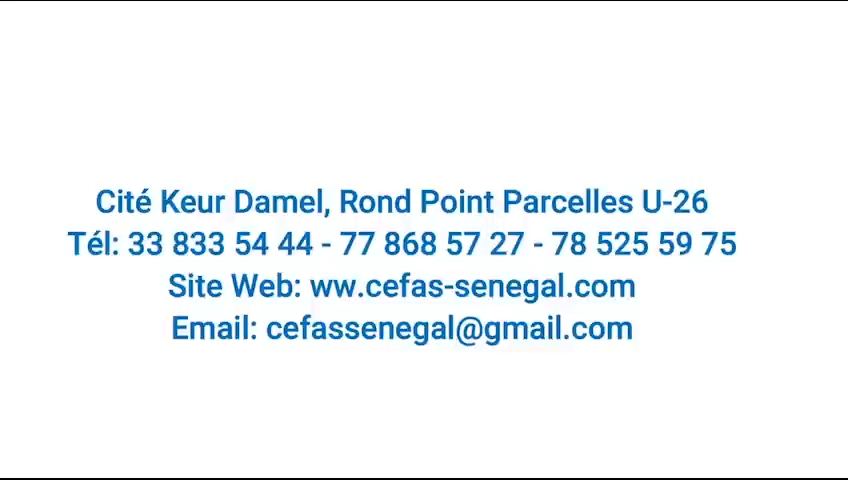 Cité Keur Damel, Rond Point Parcelles U-26
Tél: 33 833 54 44 - 77 868 57 27 - 78 525 59 75
Site Web: ww.cefas-senegal.com
Email: cefassenegal@gmail.com